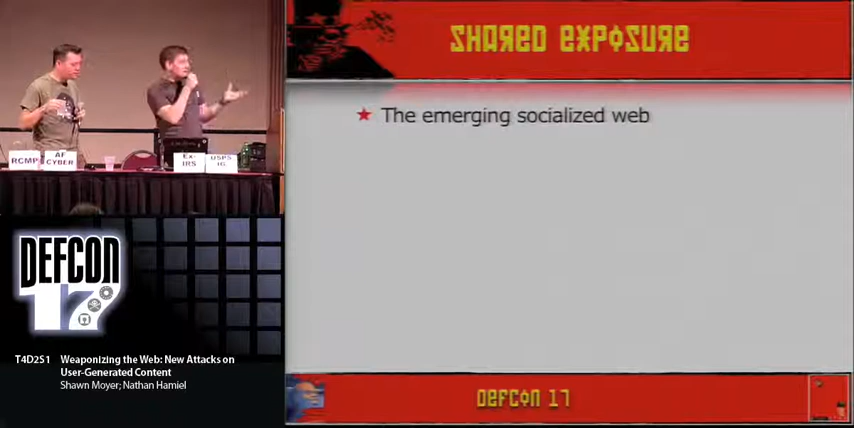 SHARED EXPOSURE
★ The emerging socialized web
RCMP
AF
CYBER
Ex-
IRS
USPS
IG
DEFCON
17
T4D2S1 Weaponizing the Web: New Attacks on
User-Generated Content
Shawn Moyer; Nathan Hamiel
DEFCON 17